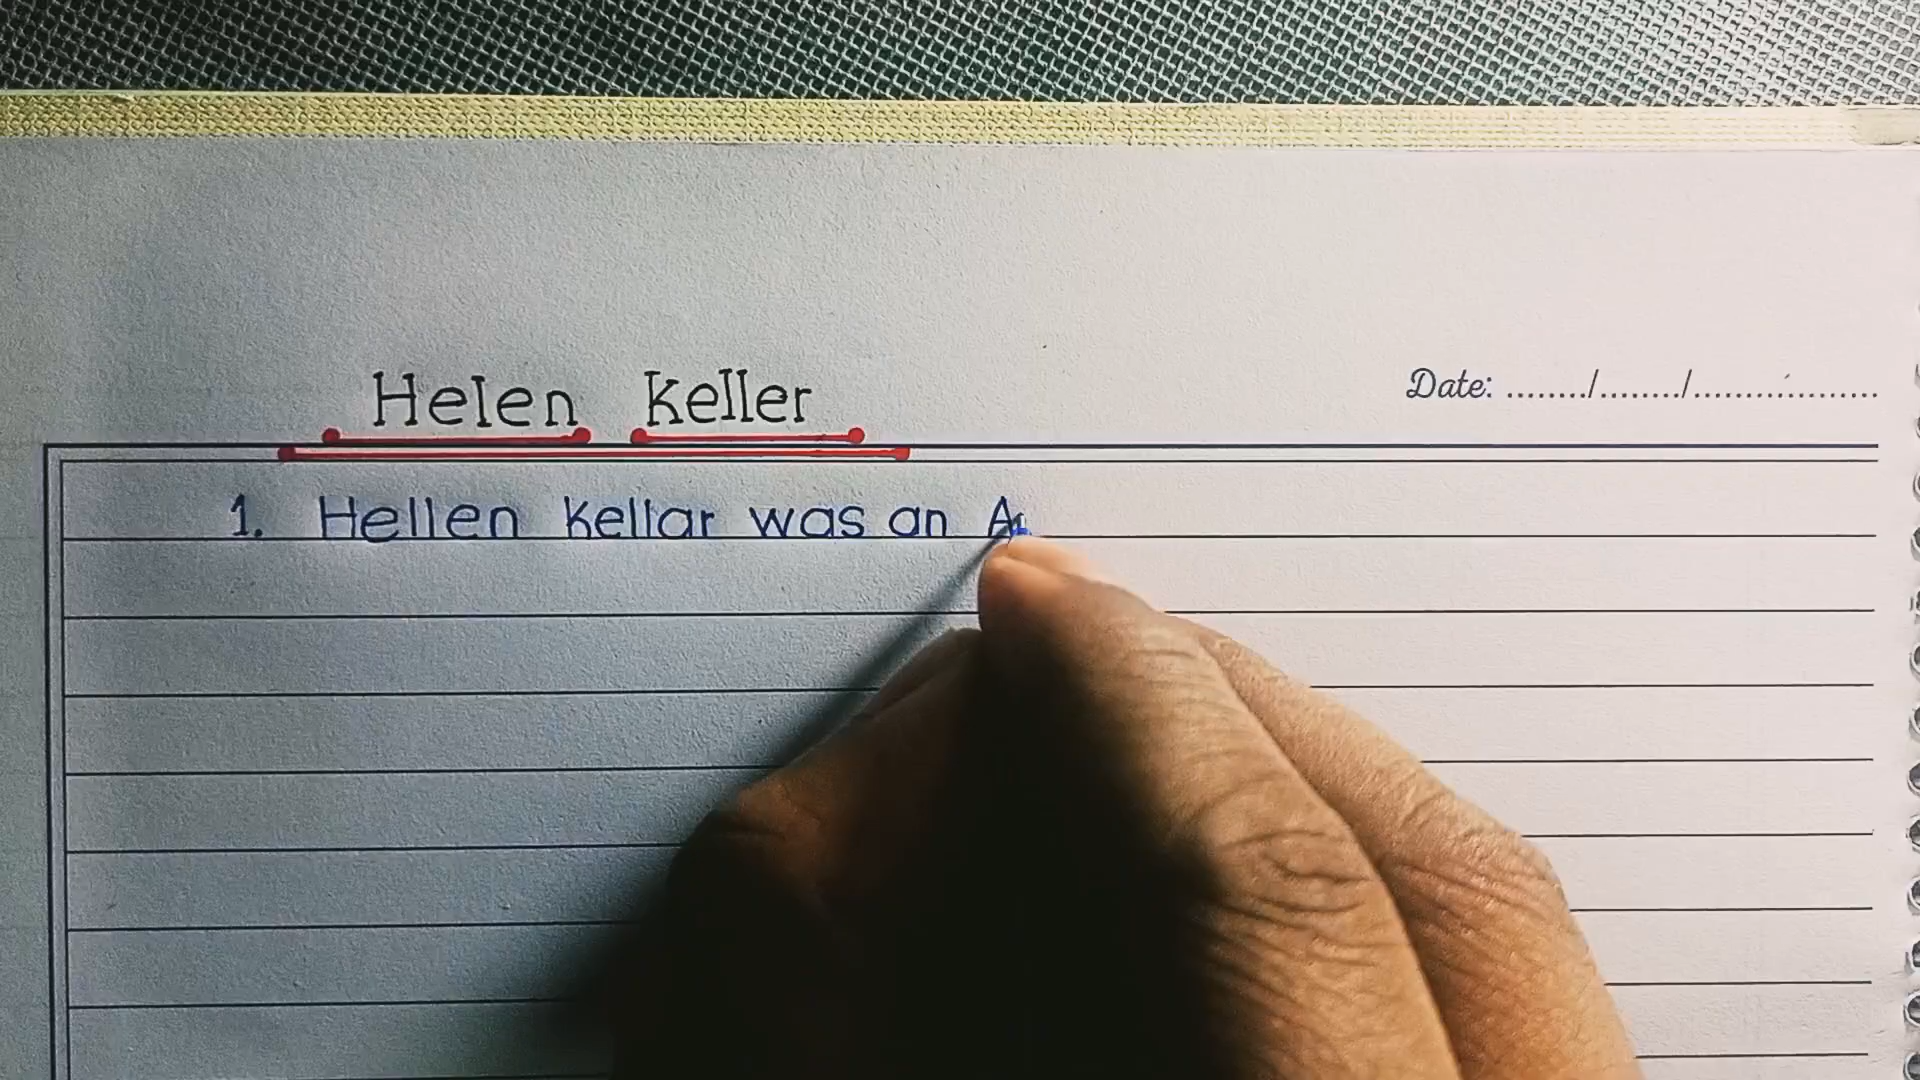 Helen Keller
Date: ......../......../..................
1. Hellen Kellar was an A